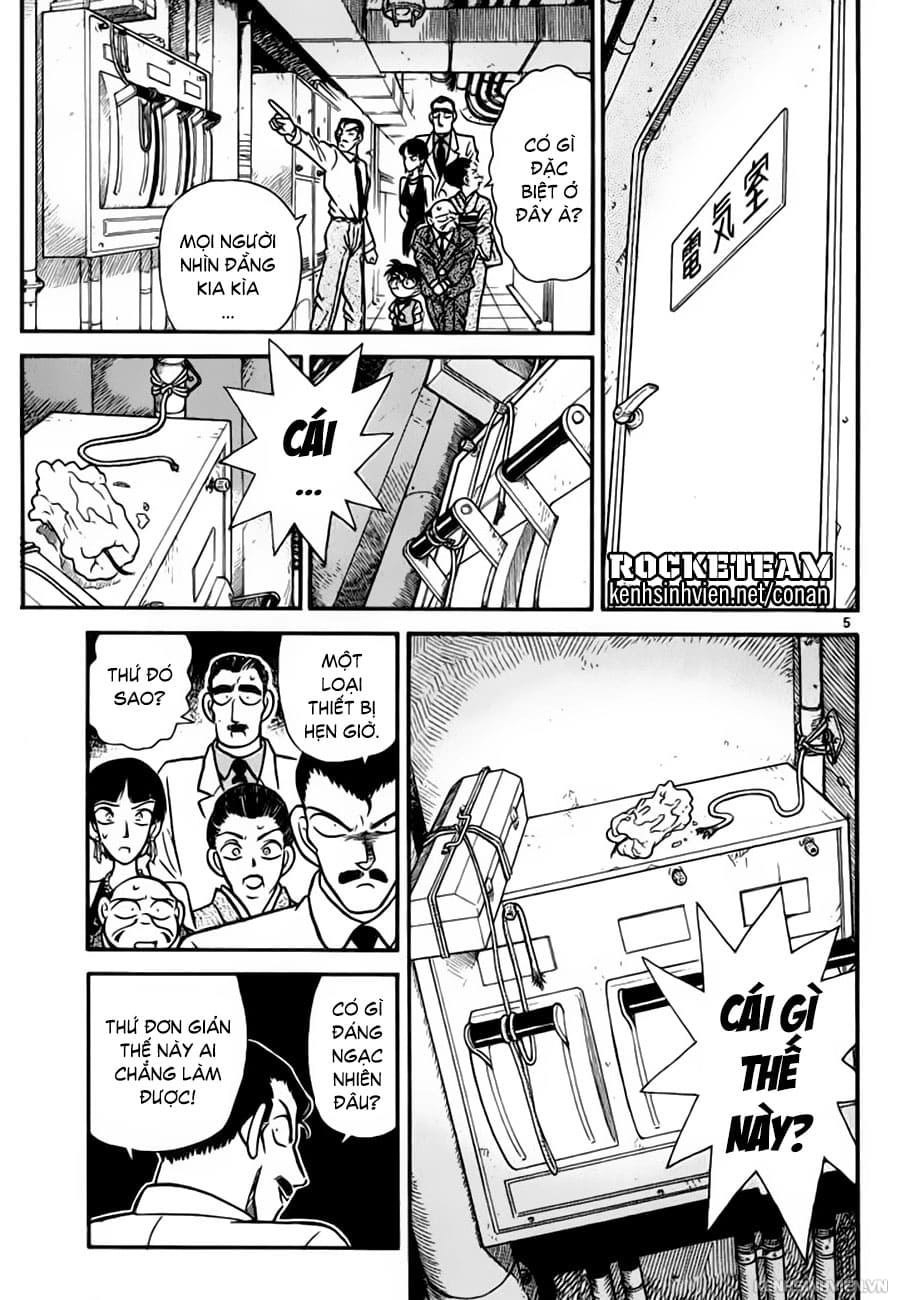 電気室
CÓ GÌ
ĐẶC
BIỆT Ở
ĐÂY À?
MỌI NGƯỜI
NHÌN ĐẰNG
KIA KÌA
...
CÁI
...
ROCKETEAM
kenhsinhvien.net/conan
5
CÁI GÌ
THẾ
NÀY?
MỘT
LOẠI
THIẾT BỊ
HẸN GIỜ.
THỨ ĐÓ
SAO?
CÓ GÌ
ĐÁNG
NGẠC
NHIÊN
ĐÂU?
THỨ ĐƠN GIẢN
THẾ NÀY AI
CHẲNG LÀM
ĐƯỢC!
KENHSINHVIEN.VN